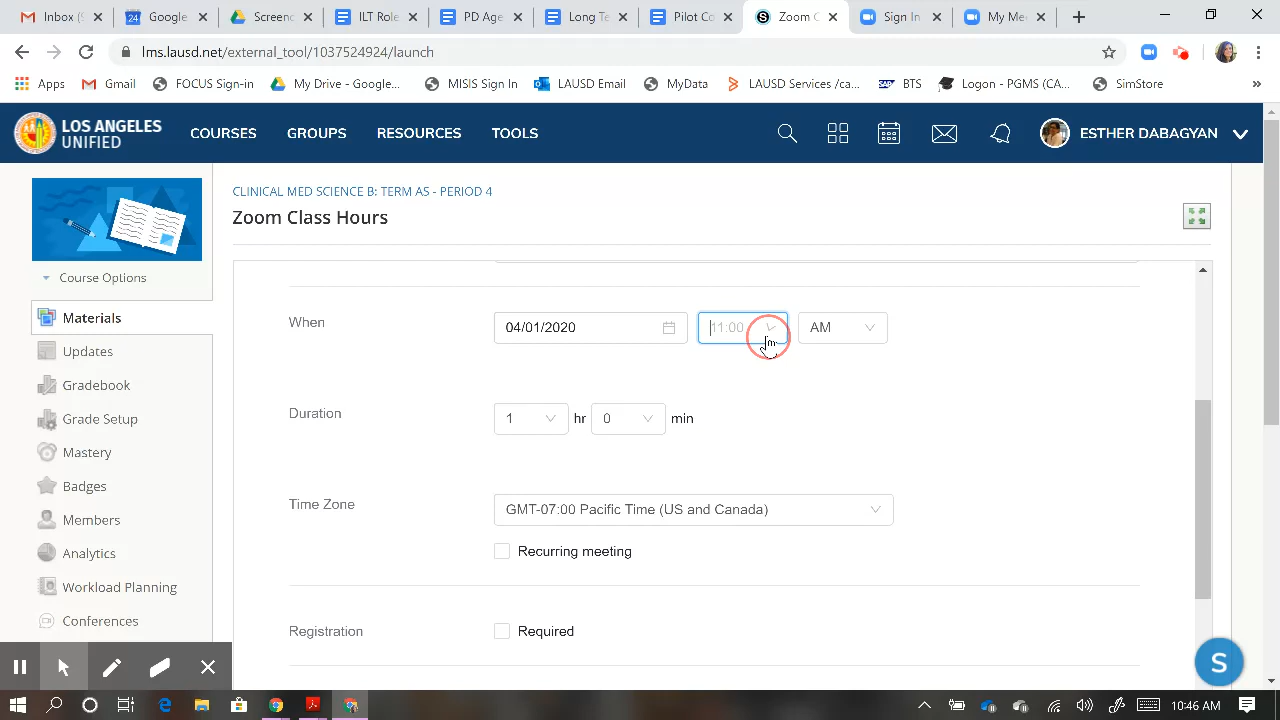 Inbox (
24
Google
Screen
ILT Role
PD Age
Long T
Pilot Co
S
Zoom C
Sign In
My Me
lms.lausd.net/external_tool/1037524924/launch
Apps
Gmail
FOCUS Sign-in
My Drive - Google...
MISIS Sign In
LAUSD Email
MyData
LAUSD Services /ca...
SAP
BTS
Logon - PGMS (CA...
SimStore
»
LOS ANGELES
UNIFIED
COURSES
GROUPS
RESOURCES
TOOLS
ESTHER DABAGYAN
CLINICAL MED SCIENCE B: TERM AS - PERIOD 4
Zoom Class Hours
Course Options
Materials
Updates
Gradebook
Grade Setup
Mastery
Badges
Members
Analytics
Workload Planning
Conferences
When
04/01/2020
11:00
AM
Duration
1
hr
0
min
Time Zone
GMT-07:00 Pacific Time (US and Canada)
Recurring meeting
Registration
Required
S
10:46 AM